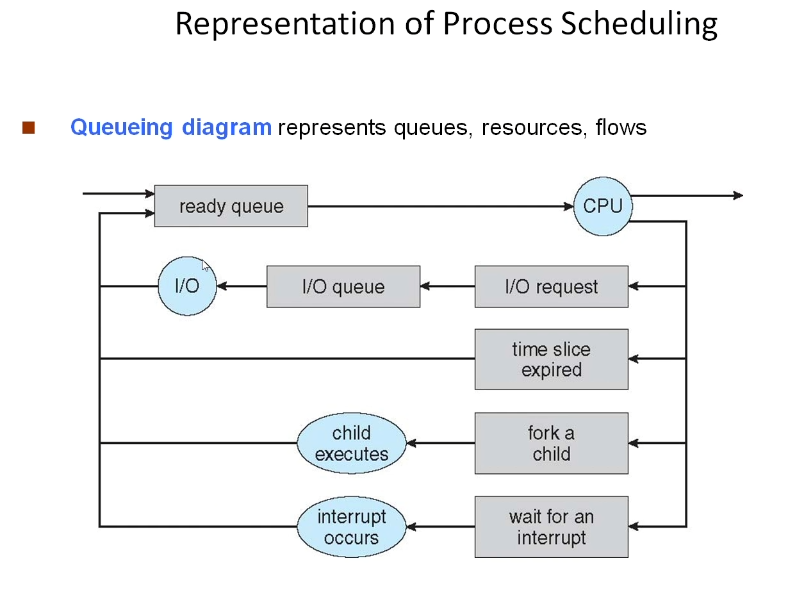 Representation of Process Scheduling
Queueing diagram represents queues, resources, flows
ready queue
CPU
I/O
I/O queue
I/O request
time slice
expired
child
executes
fork a
child
interrupt
occurs
wait for an
interrupt